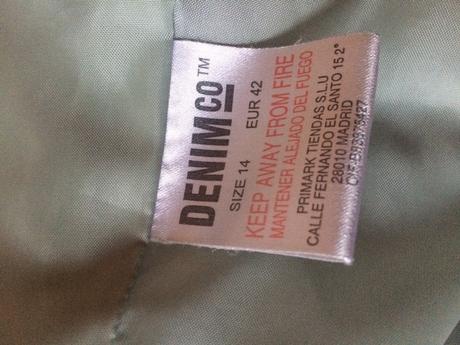 DENIM CO™
SIZE 14 EUR 42
KEEP AWAY FROM FIRE
MANTENER ALEJADO DEL FUEGO
PRIMARK TIENDAS S.L.U
CALLE FERNANDO EL SANTO 15 2°
28010 MADRID